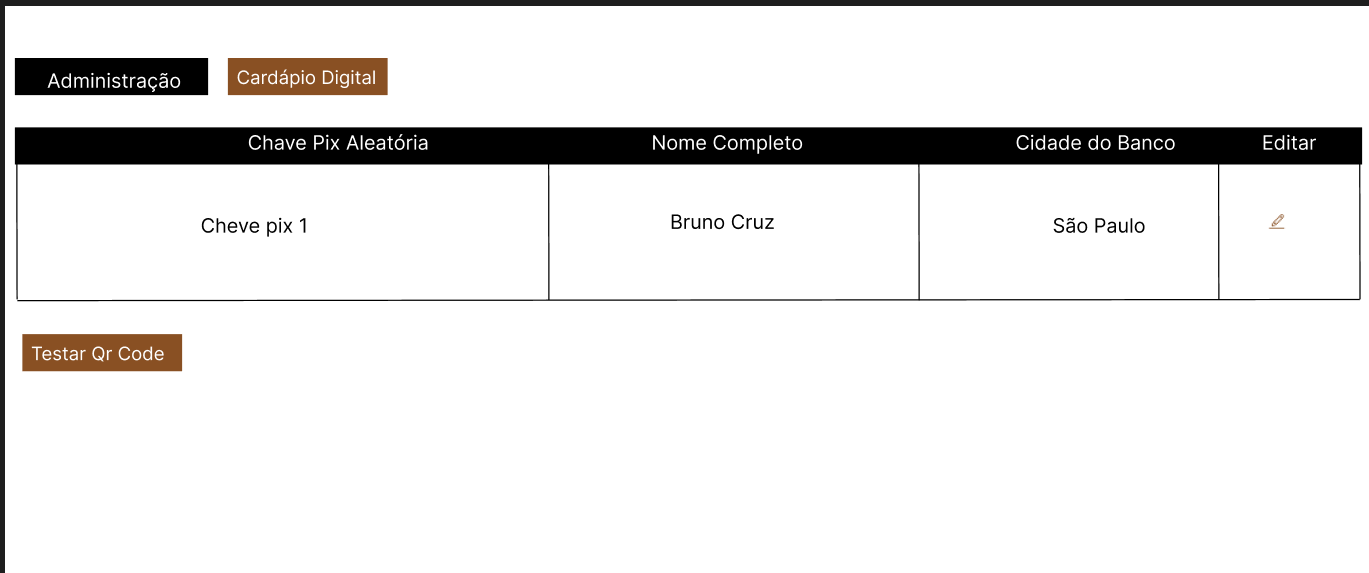 Administração
Cardápio Digital
Chave Pix Aleatória Nome Completo Cidade do Banco Editar
Cheve pix 1 Bruno Cruz São Paulo
Testar Qr Code